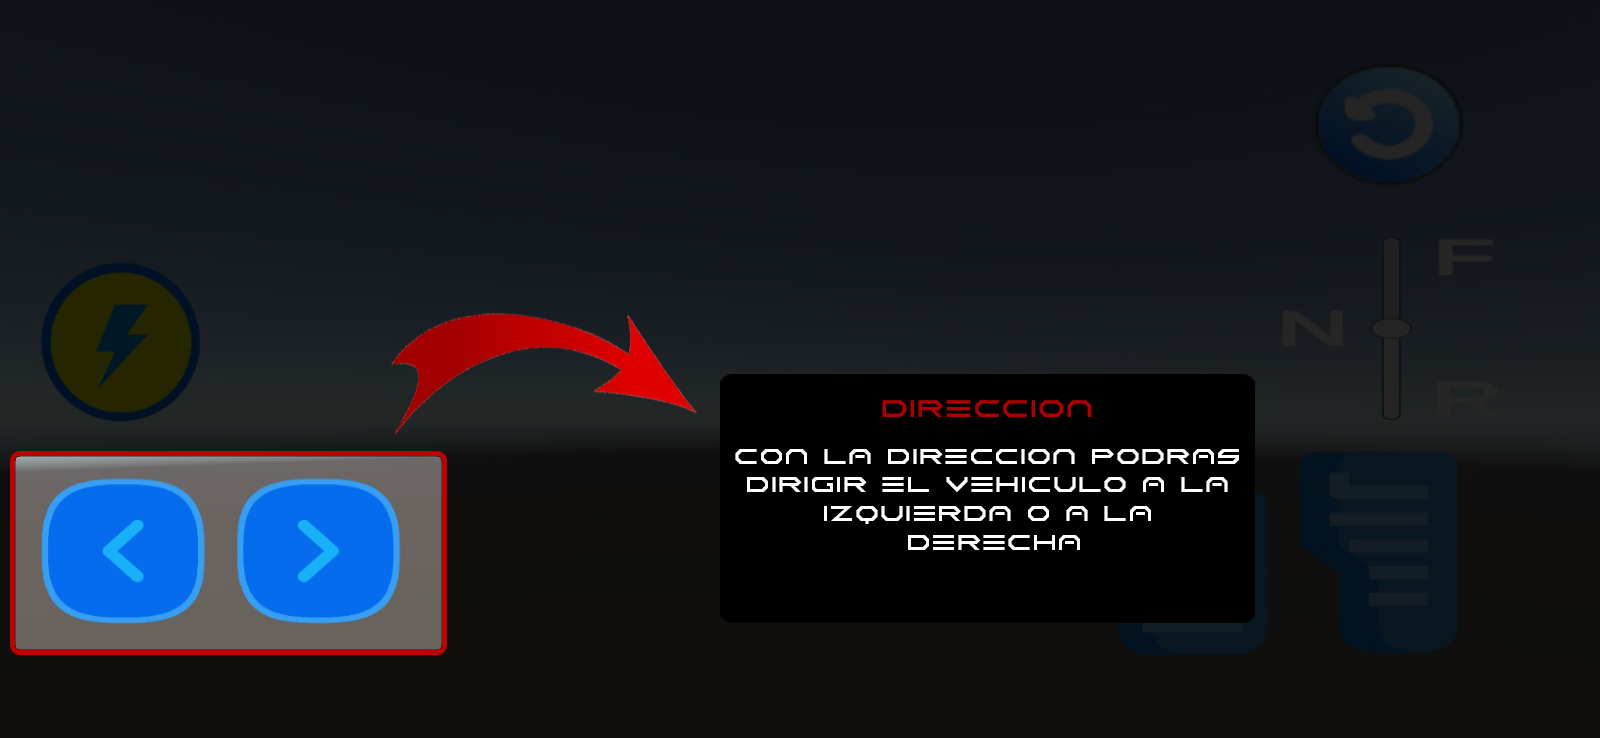 F
N
R
DIRECCION
CON LA DIRECCION PODRAS
DIRIGIR EL VEHICULO A LA
IZQUIERDA O A LA
DERECHA